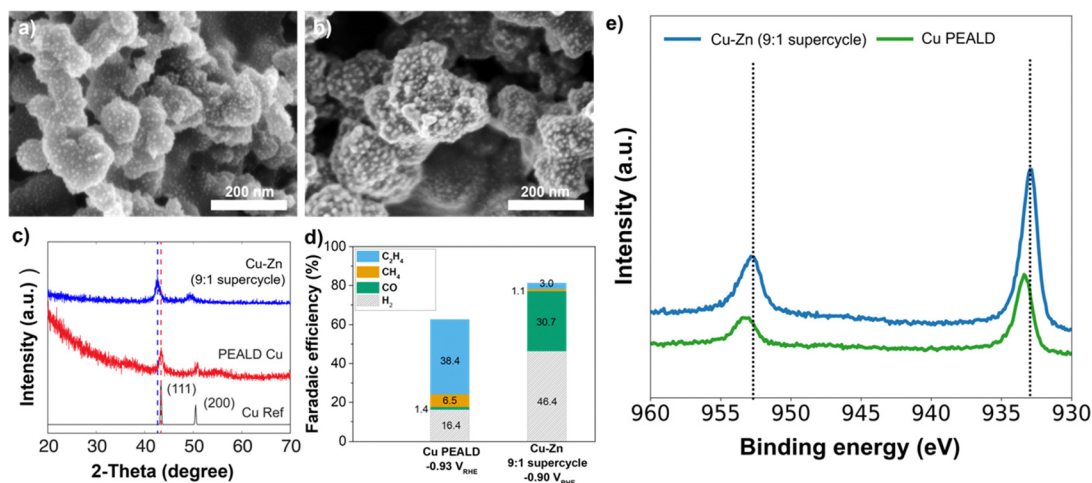 a)
200 nm
b)
200 nm
c)
Intensity (a.u.)
Cu-Zn
(9:1 supercycle)
PEALD Cu
(111)
(200)
Cu Ref
20 30 40 50 60 70
2-Theta (degree)
d)
Faradaic efficiency (%)
100
80
60
40
20
0
C₂H₄
CH₄
CO
H₂
38.4
6.5
1.4
16.4
3.0
1.1
30.7
46.4
Cu PEALD
-0.93 V_RHE
Cu-Zn
9:1 supercycle
-0.90 V_RHE
e)
Cu-Zn (9:1 supercycle)
Cu PEALD
Intensity (a.u.)
960 955 950 945 940 935 930
Binding energy (eV)